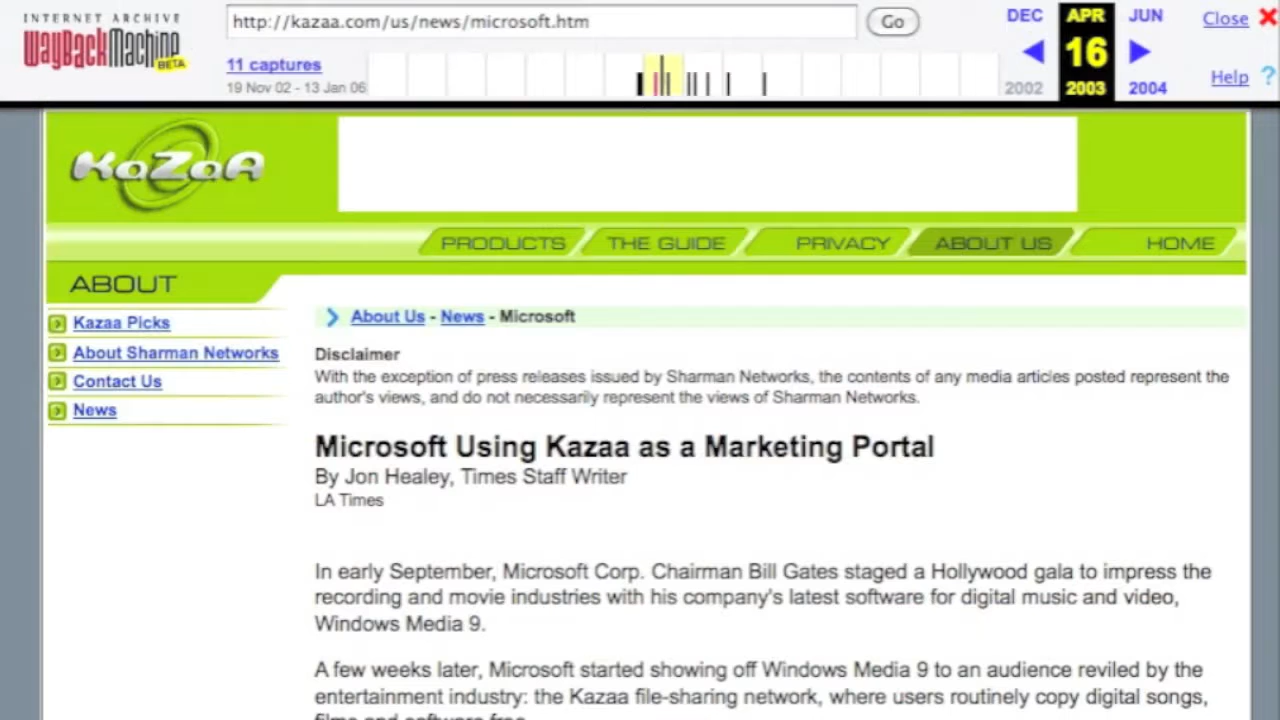 INTERNET ARCHIVE
WayBackMachine
BETA
http://kazaa.com/us/news/microsoft.htm
Go
11 captures
19 Nov 02 - 13 Jan 06
DEC APR JUN
16
2002 2003 2004
Close
Help ?
KaZaA
PRODUCTS THE GUIDE PRIVACY ABOUT US HOME
ABOUT
Kazaa Picks
About Sharman Networks
Contact Us
News
About Us - News - Microsoft
Disclaimer
With the exception of press releases issued by Sharman Networks, the contents of any media articles posted represent the
author's views, and do not necessarily represent the views of Sharman Networks.
Microsoft Using Kazaa as a Marketing Portal
By Jon Healey, Times Staff Writer
LA Times
In early September, Microsoft Corp. Chairman Bill Gates staged a Hollywood gala to impress the
recording and movie industries with his company's latest software for digital music and video,
Windows Media 9.
A few weeks later, Microsoft started showing off Windows Media 9 to an audience reviled by the
entertainment industry: the Kazaa file-sharing network, where users routinely copy digital songs,
films and software free.